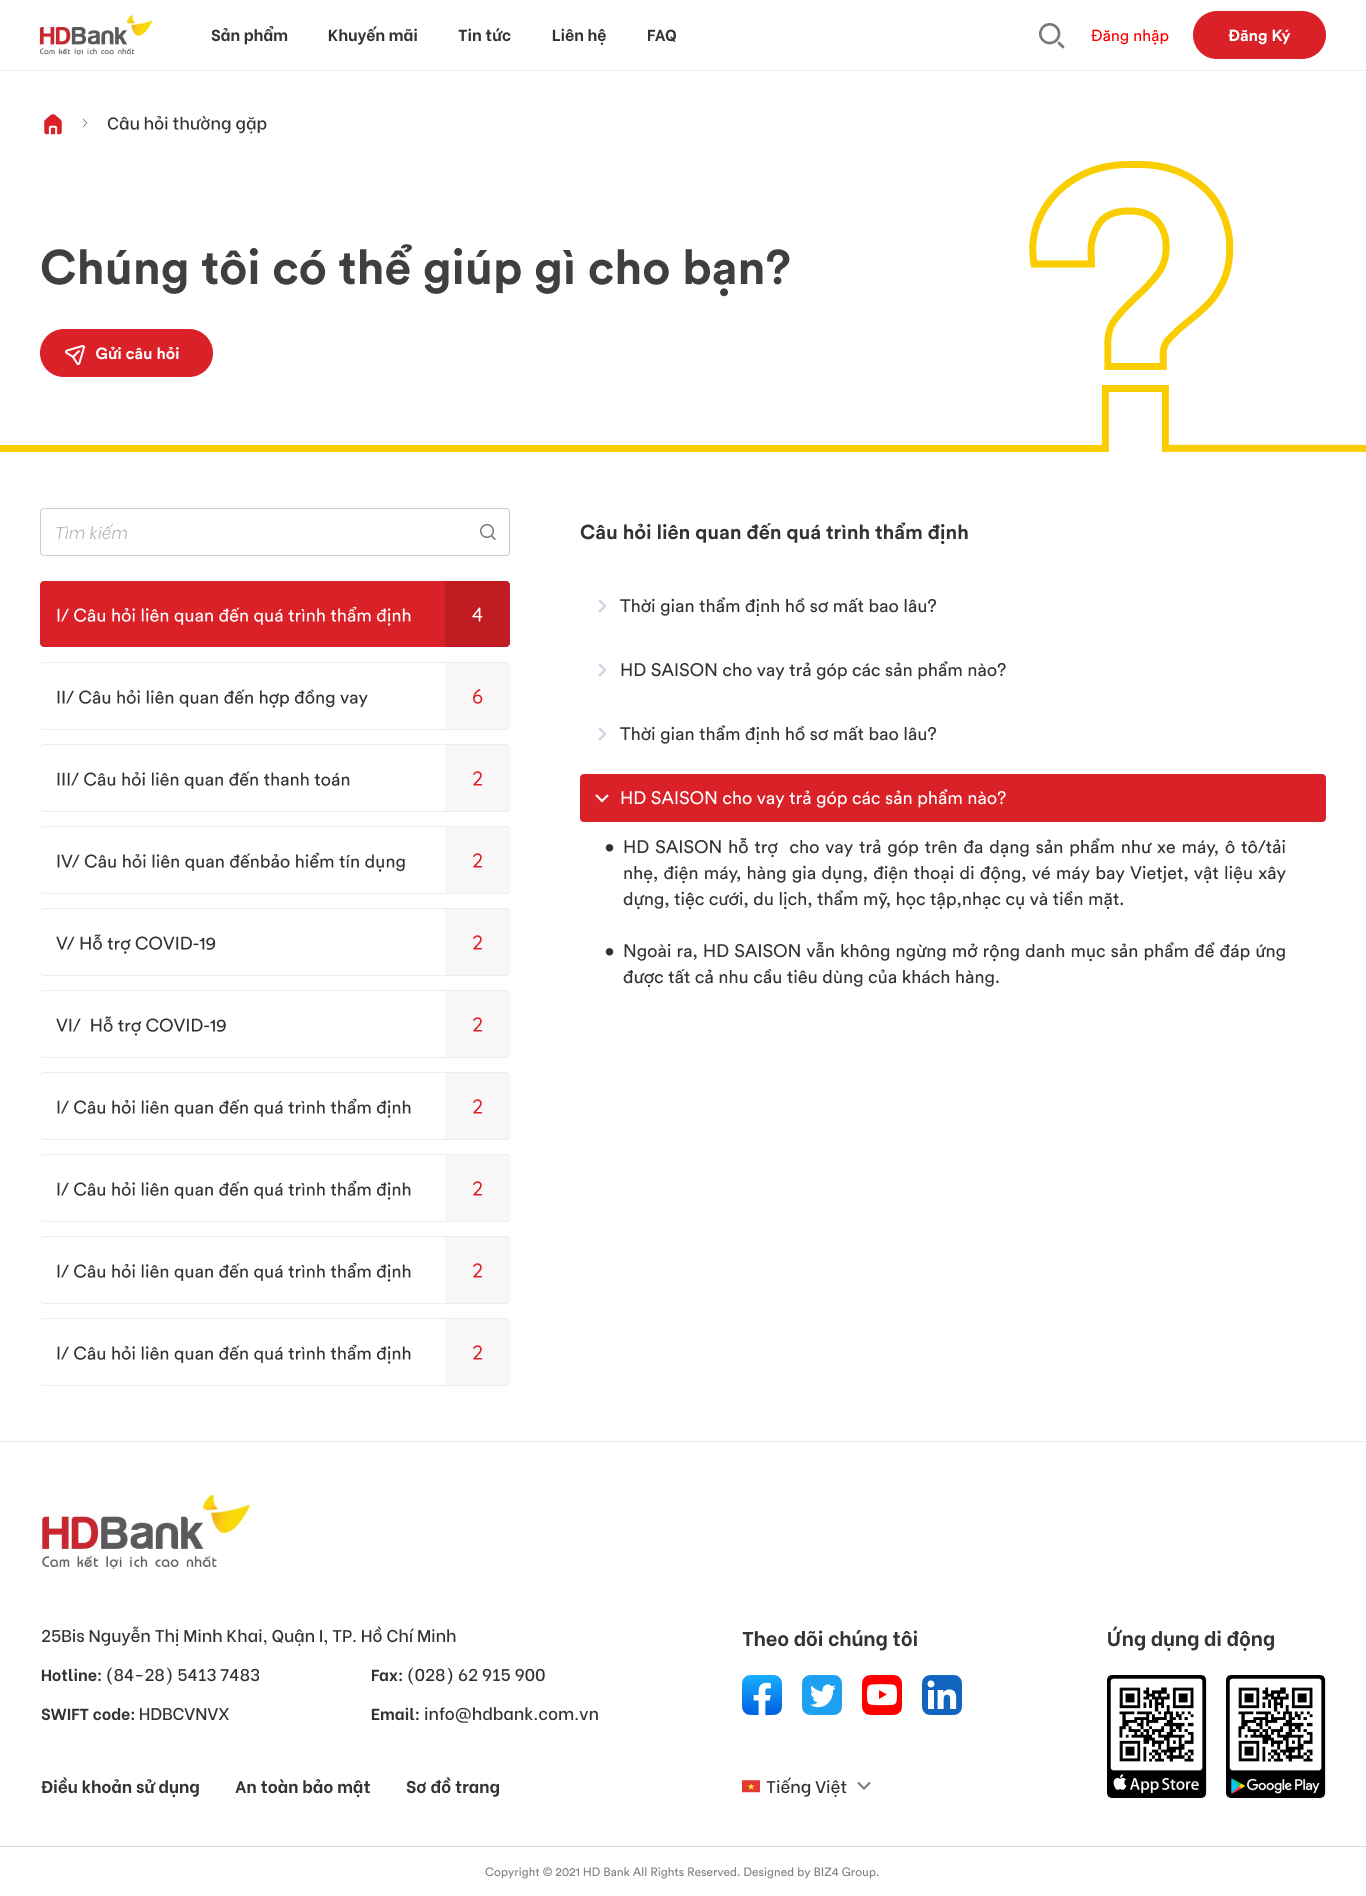 HDBank
Cam kết lợi ích cao nhất
Sản phẩm
Khuyến mãi
Tin tức
Liên hệ
FAQ
Đăng nhập
Đăng Ký
Câu hỏi thường gặp
Chúng tôi có thể giúp gì cho bạn?
Gửi câu hỏi
Tìm kiếm
I/ Câu hỏi liên quan đến quá trình thẩm định 4
II/ Câu hỏi liên quan đến hợp đồng vay 6
III/ Câu hỏi liên quan đến thanh toán 2
IV/ Câu hỏi liên quan đếnbảo hiểm tín dụng 2
V/ Hỗ trợ COVID-19 2
VI/  Hỗ trợ COVID-19 2
I/ Câu hỏi liên quan đến quá trình thẩm định 2
I/ Câu hỏi liên quan đến quá trình thẩm định 2
I/ Câu hỏi liên quan đến quá trình thẩm định 2
I/ Câu hỏi liên quan đến quá trình thẩm định 2
Câu hỏi liên quan đến quá trình thẩm định
Thời gian thẩm định hồ sơ mất bao lâu?
HD SAISON cho vay trả góp các sản phẩm nào?
Thời gian thẩm định hồ sơ mất bao lâu?
HD SAISON cho vay trả góp các sản phẩm nào?
• HD SAISON hỗ trợ  cho vay trả góp trên đa dạng sản phẩm như xe máy, ô tô/tải
nhẹ, điện máy, hàng gia dụng, điện thoại di động, vé máy bay Vietjet, vật liệu xây
dựng, tiệc cưới, du lịch, thẩm mỹ, học tập,nhạc cụ và tiền mặt.
• Ngoài ra, HD SAISON vẫn không ngừng mở rộng danh mục sản phẩm để đáp ứng
được tất cả nhu cầu tiêu dùng của khách hàng.
HDBank
Cam kết lợi ích cao nhất
25Bis Nguyễn Thị Minh Khai, Quận I, TP. Hồ Chí Minh
Hotline: (84-28) 5413 7483
Fax: (028) 62 915 900
SWIFT code: HDBCVNVX
Email: info@hdbank.com.vn
Điều khoản sử dụng
An toàn bảo mật
Sơ đồ trang
Theo dõi chúng tôi
Tiếng Việt
Ứng dụng di động
App Store
Google Play
Copyright © 2021 HD Bank All Rights Reserved. Designed by BIZ4 Group.